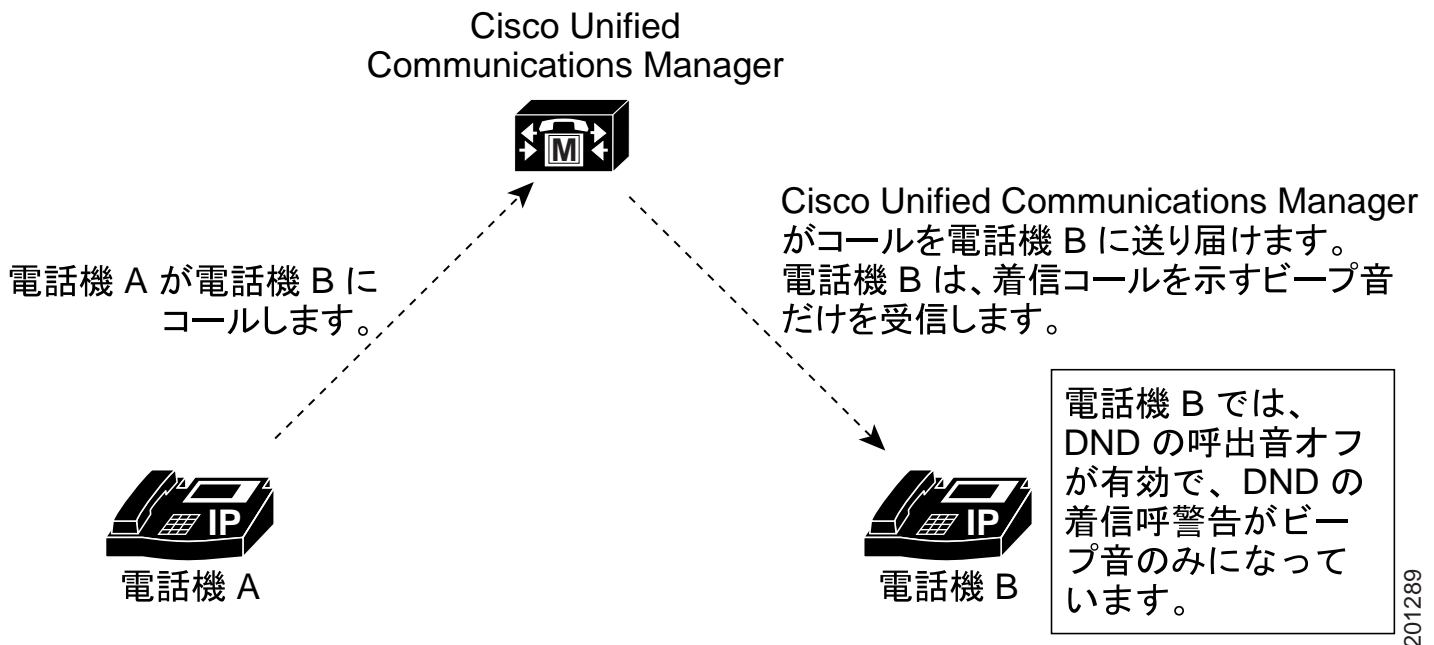 Cisco Unified
Communications Manager
M
電話機 A が電話機 B に
コールします。
Cisco Unified Communications Manager
がコールを電話機 B に送り届けます。
電話機 B は、着信コールを示すビープ音
だけを受信します。
IP
電話機 A
IP
電話機 B
電話機 B では、
DND の呼出音オフ
が有効で、DND の
着信呼警告がビー
プ音のみになって
います。
201289